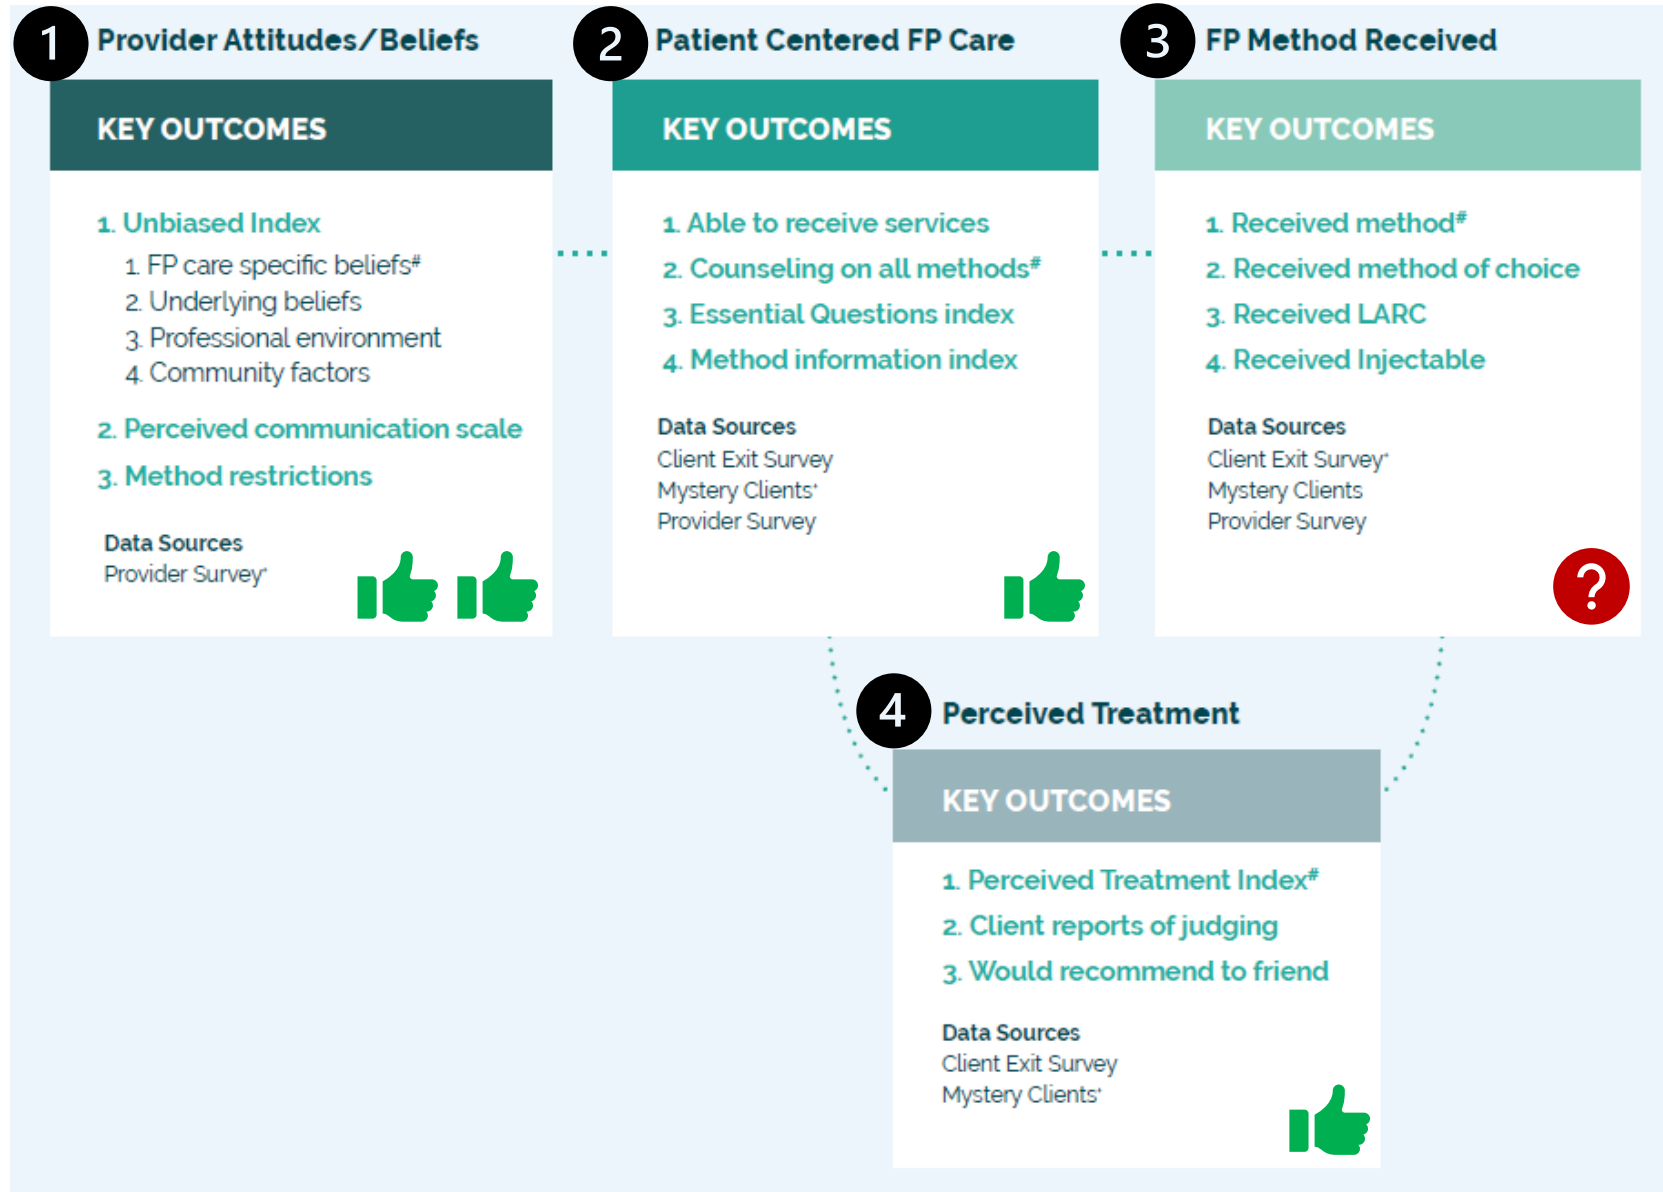 1 Provider Attitudes/Beliefs
KEY OUTCOMES
1. Unbiased Index
1. FP care specific beliefs#
2. Underlying beliefs
3. Professional environment
4. Community factors
2. Perceived communication scale
3. Method restrictions
Data Sources
Provider Survey⁺
2 Patient Centered FP Care
KEY OUTCOMES
1. Able to receive services
2. Counseling on all methods#
3. Essential Questions index
4. Method information index
Data Sources
Client Exit Survey
Mystery Clients⁺
Provider Survey
3 FP Method Received
KEY OUTCOMES
1. Received method#
2. Received method of choice
3. Received LARC
4. Received Injectable
Data Sources
Client Exit Survey⁺
Mystery Clients
Provider Survey
?
4 Perceived Treatment
KEY OUTCOMES
1. Perceived Treatment Index#
2. Client reports of judging
3. Would recommend to friend
Data Sources
Client Exit Survey
Mystery Clients⁺